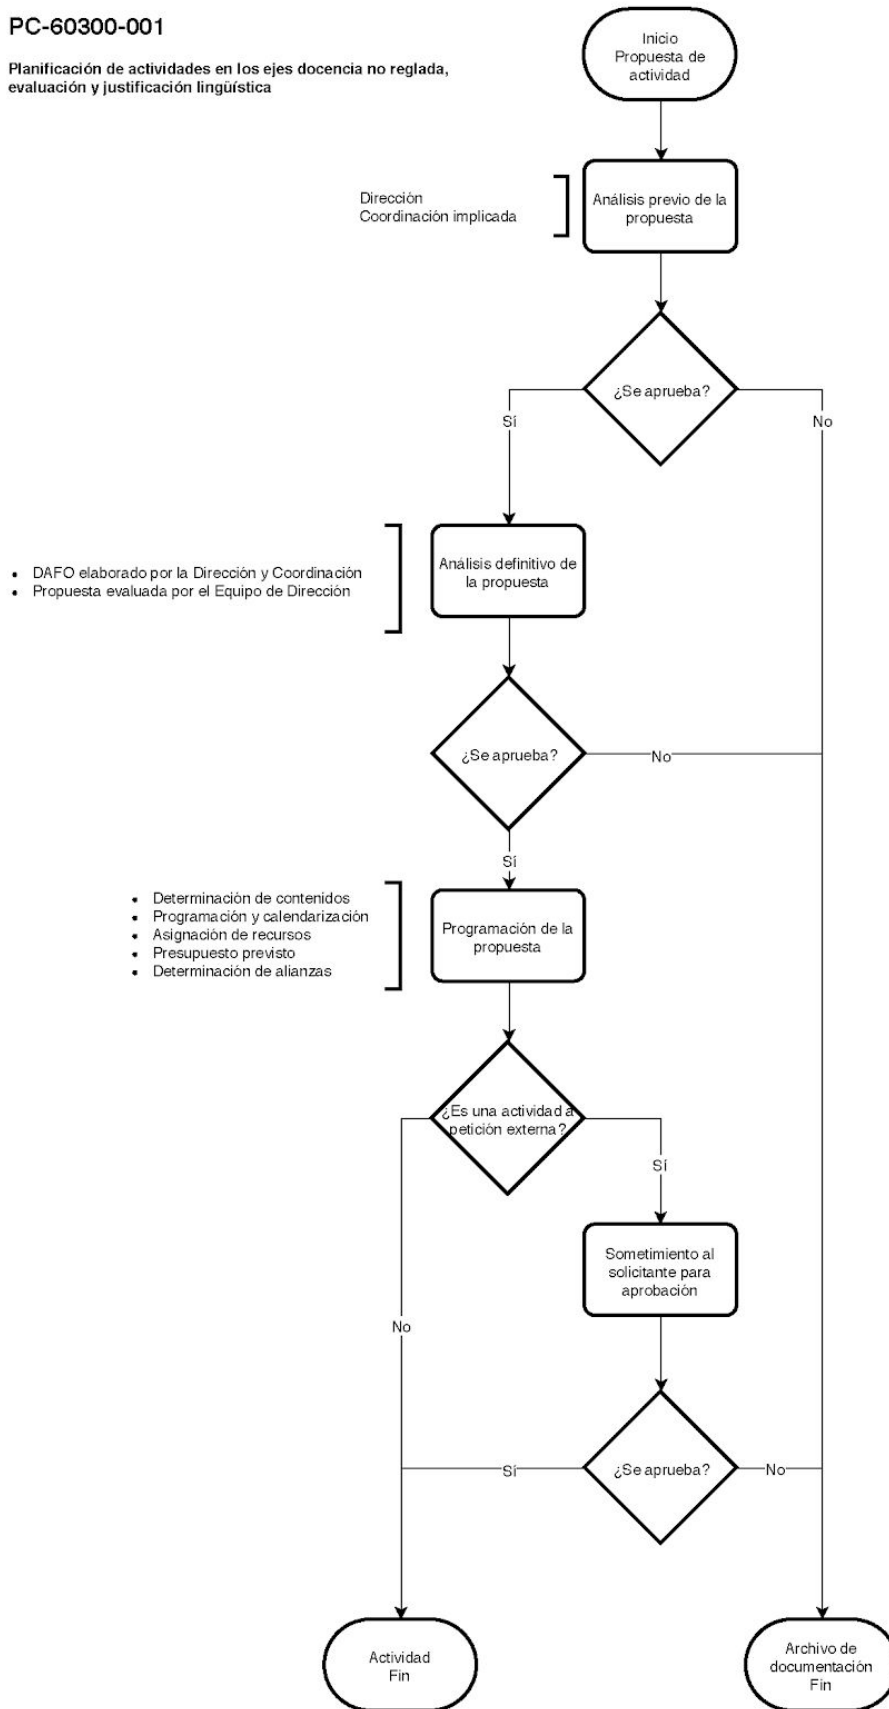 PC-60300-001
Planificación de actividades en los ejes docencia no reglada,
evaluación y justificación lingüística
Inicio
Propuesta de
actividad
Dirección
Coordinación implicada
Análisis previo de la
propuesta
¿Se aprueba?
Sí
No
• DAFO elaborado por la Dirección y Coordinación
• Propuesta evaluada por el Equipo de Dirección
Análisis definitivo de
la propuesta
¿Se aprueba?
No
Sí
• Determinación de contenidos
• Programación y calendarización
• Asignación de recursos
• Presupuesto previsto
• Determinación de alianzas
Programación de la
propuesta
¿Es una actividad a
petición externa?
Sí
Sometimiento al
solicitante para
aprobación
No
¿Se aprueba?
Sí
No
Actividad
Fin
Archivo de
documentación
Fin